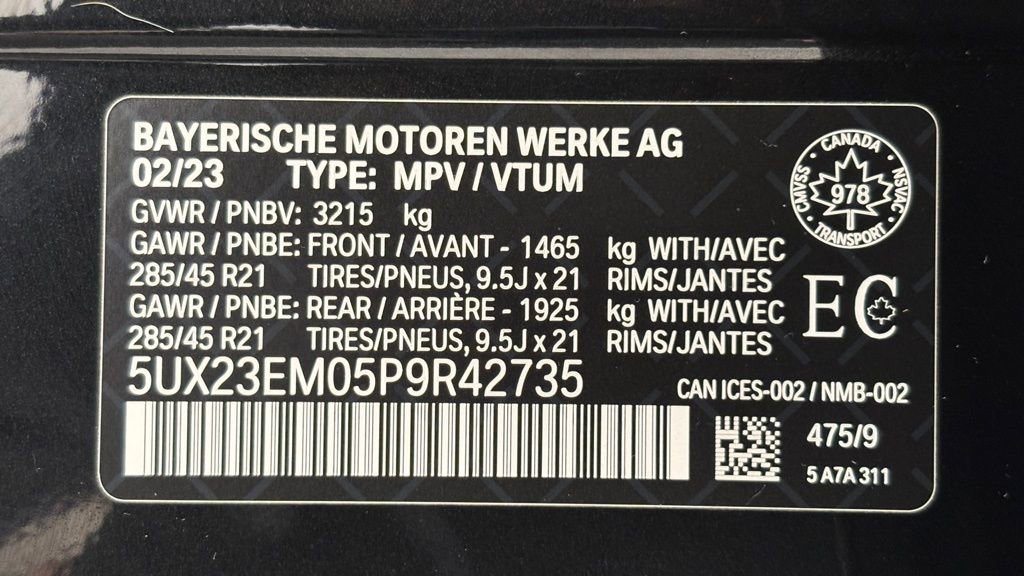 BAYERISCHE MOTOREN WERKE AG
02/23 TYPE: MPV / VTUM
GVWR / PNBV: 3215 kg
GAWR / PNBE: FRONT / AVANT - 1465 kg WITH/AVEC
285/45 R21 TIRES/PNEUS, 9.5J x 21 RIMS/JANTES
GAWR / PNBE: REAR / ARRIÈRE - 1925 kg WITH/AVEC
285/45 R21 TIRES/PNEUS, 9.5J x 21 RIMS/JANTES
5UX23EM05P9R42735
CANADA
CMVSS 978 NSVAC
TRANSPORT
EC
CAN ICES-002 / NMB-002
475/9
5 A7A 311